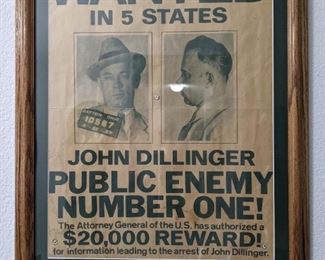 WANTED
IN 5 STATES
10587
JOHN DILLINGER
PUBLIC ENEMY
NUMBER ONE!
The Attorney General of the U.S. has authorized a
$20,000 REWARD!
for information leading to the arrest of John Dillinger.